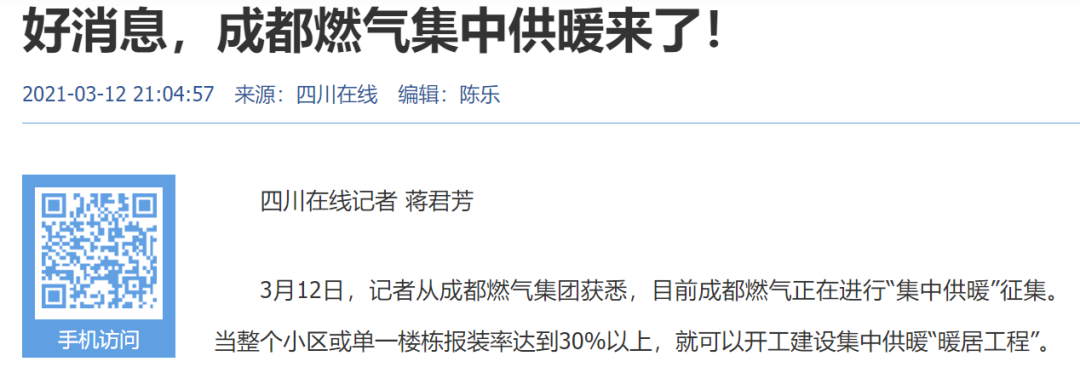 好消息，成都燃气集中供暖来了！
2021-03-12 21:04:57 来源：四川在线 编辑：陈乐
四川在线记者 蒋君芳
3月12日，记者从成都燃气集团获悉，目前成都燃气正在进行“集中供暖”征集。
当整个小区或单一楼栋报装率达到30%以上，就可以开工建设集中供暖“暖居工程”。
手机访问